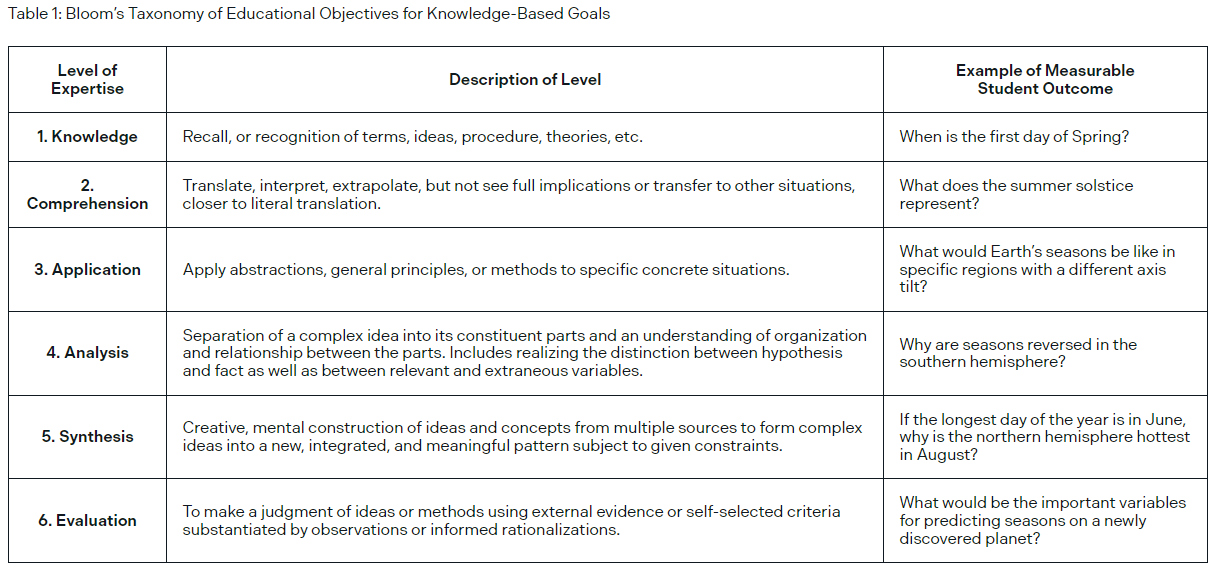 Table 1: Bloom’s Taxonomy of Educational Objectives for Knowledge-Based Goals
Level of
Expertise
Description of Level
Example of Measurable
Student Outcome
1. Knowledge
Recall, or recognition of terms, ideas, procedure, theories, etc.
When is the first day of Spring?
2.
Comprehension
Translate, interpret, extrapolate, but not see full implications or transfer to other situations,
closer to literal translation.
What does the summer solstice
represent?
3. Application
Apply abstractions, general principles, or methods to specific concrete situations.
What would Earth’s seasons be like in
specific regions with a different axis
tilt?
4. Analysis
Separation of a complex idea into its constituent parts and an understanding of organization
and relationship between the parts. Includes realizing the distinction between hypothesis
and fact as well as between relevant and extraneous variables.
Why are seasons reversed in the
southern hemisphere?
5. Synthesis
Creative, mental construction of ideas and concepts from multiple sources to form complex
ideas into a new, integrated, and meaningful pattern subject to given constraints.
If the longest day of the year is in June,
why is the northern hemisphere hottest
in August?
6. Evaluation
To make a judgment of ideas or methods using external evidence or self-selected criteria
substantiated by observations or informed rationalizations.
What would be the important variables
for predicting seasons on a newly
discovered planet?